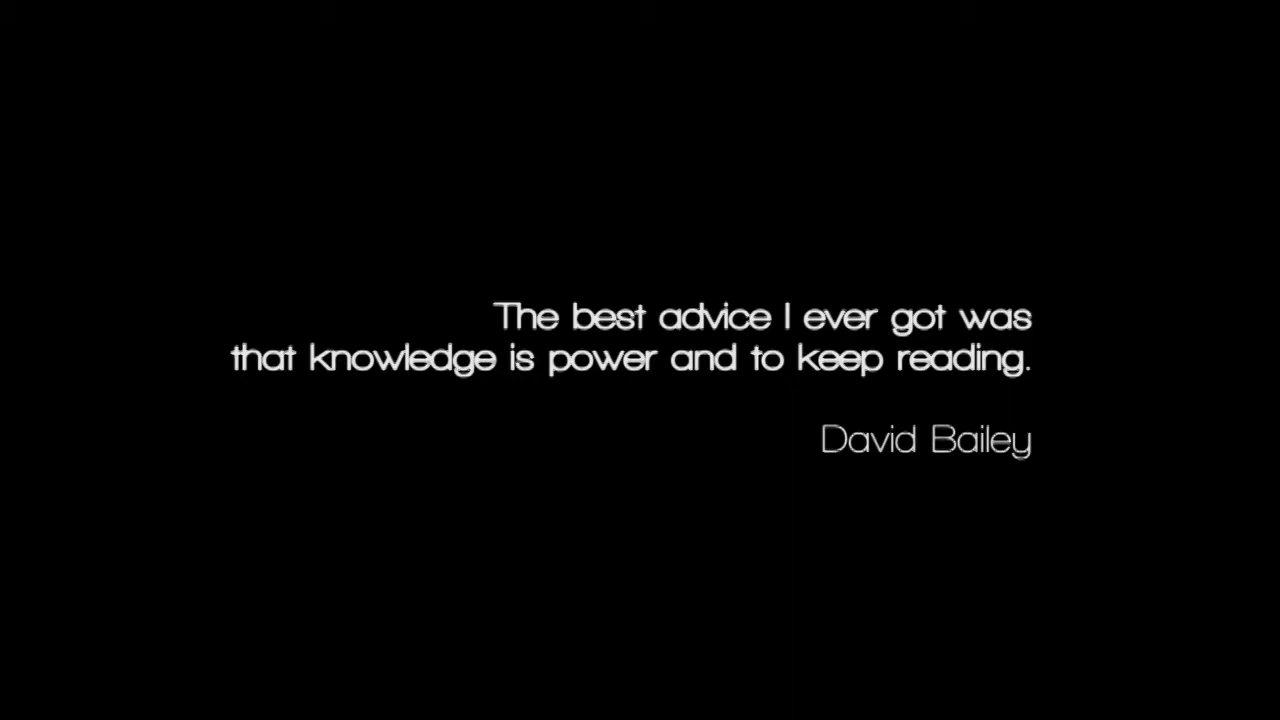 The best advice I ever got was
that knowledge is power and to keep reading.
David Bailey